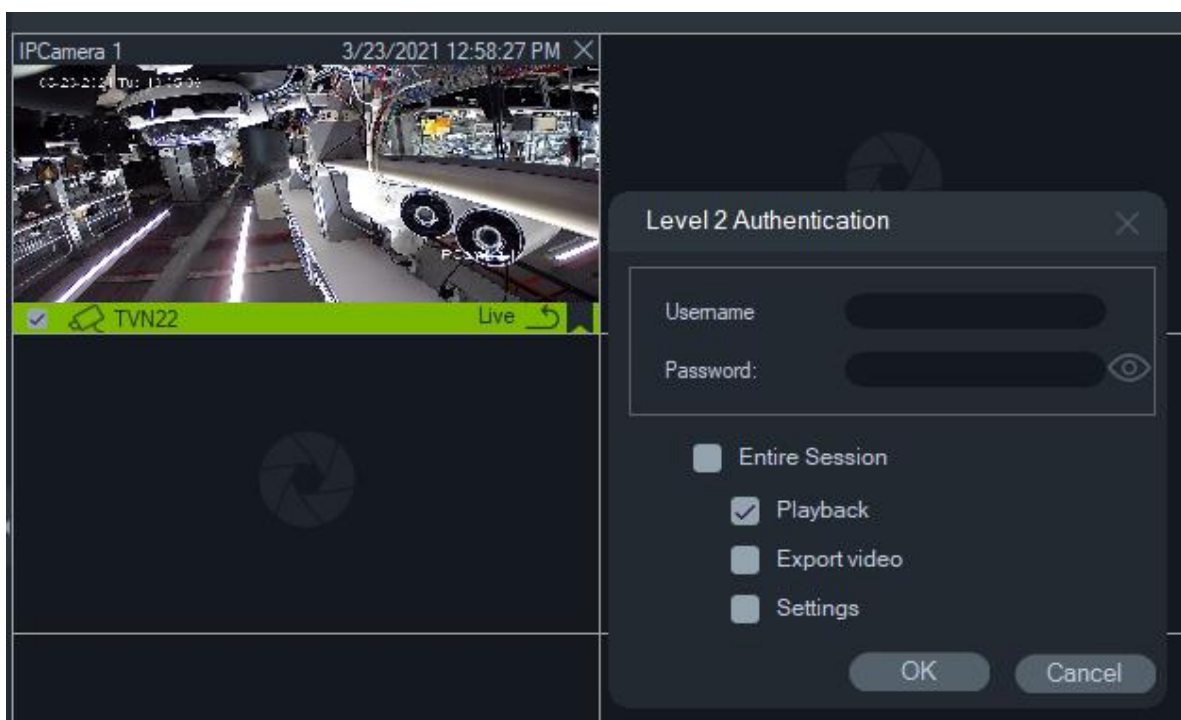 IPCamera 1 3/23/2021 12:58:27 PM
TVN22 Live
Level 2 Authentication
Username
Password:
Entire Session
Playback
Export video
Settings
OK Cancel